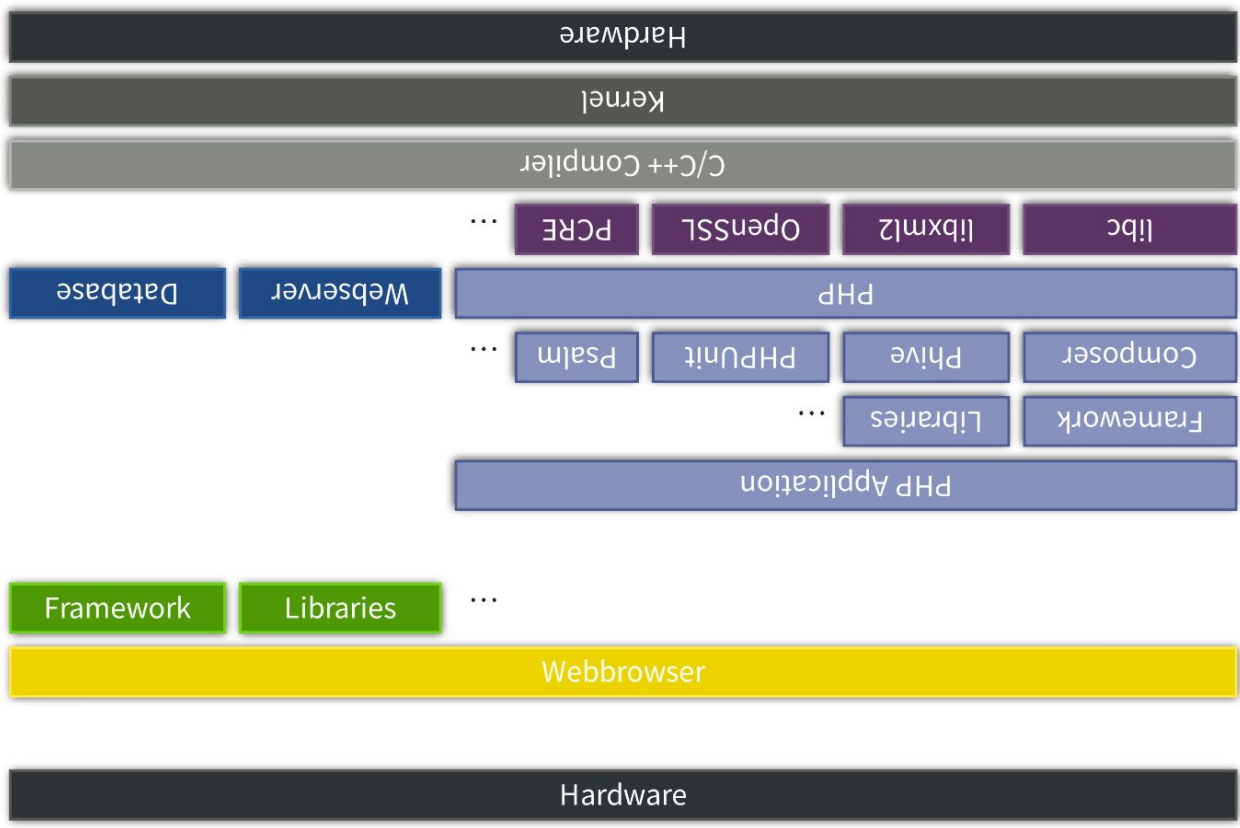 Hardware
Kernel
C/C++ Compiler
... PCRE OpenSSL libxml2 libc
Database Webserver PHP
... Psalm PHPUnit Phive Composer
... Libraries Framework
PHP Application
Framework Libraries ...
Webbrowser
Hardware